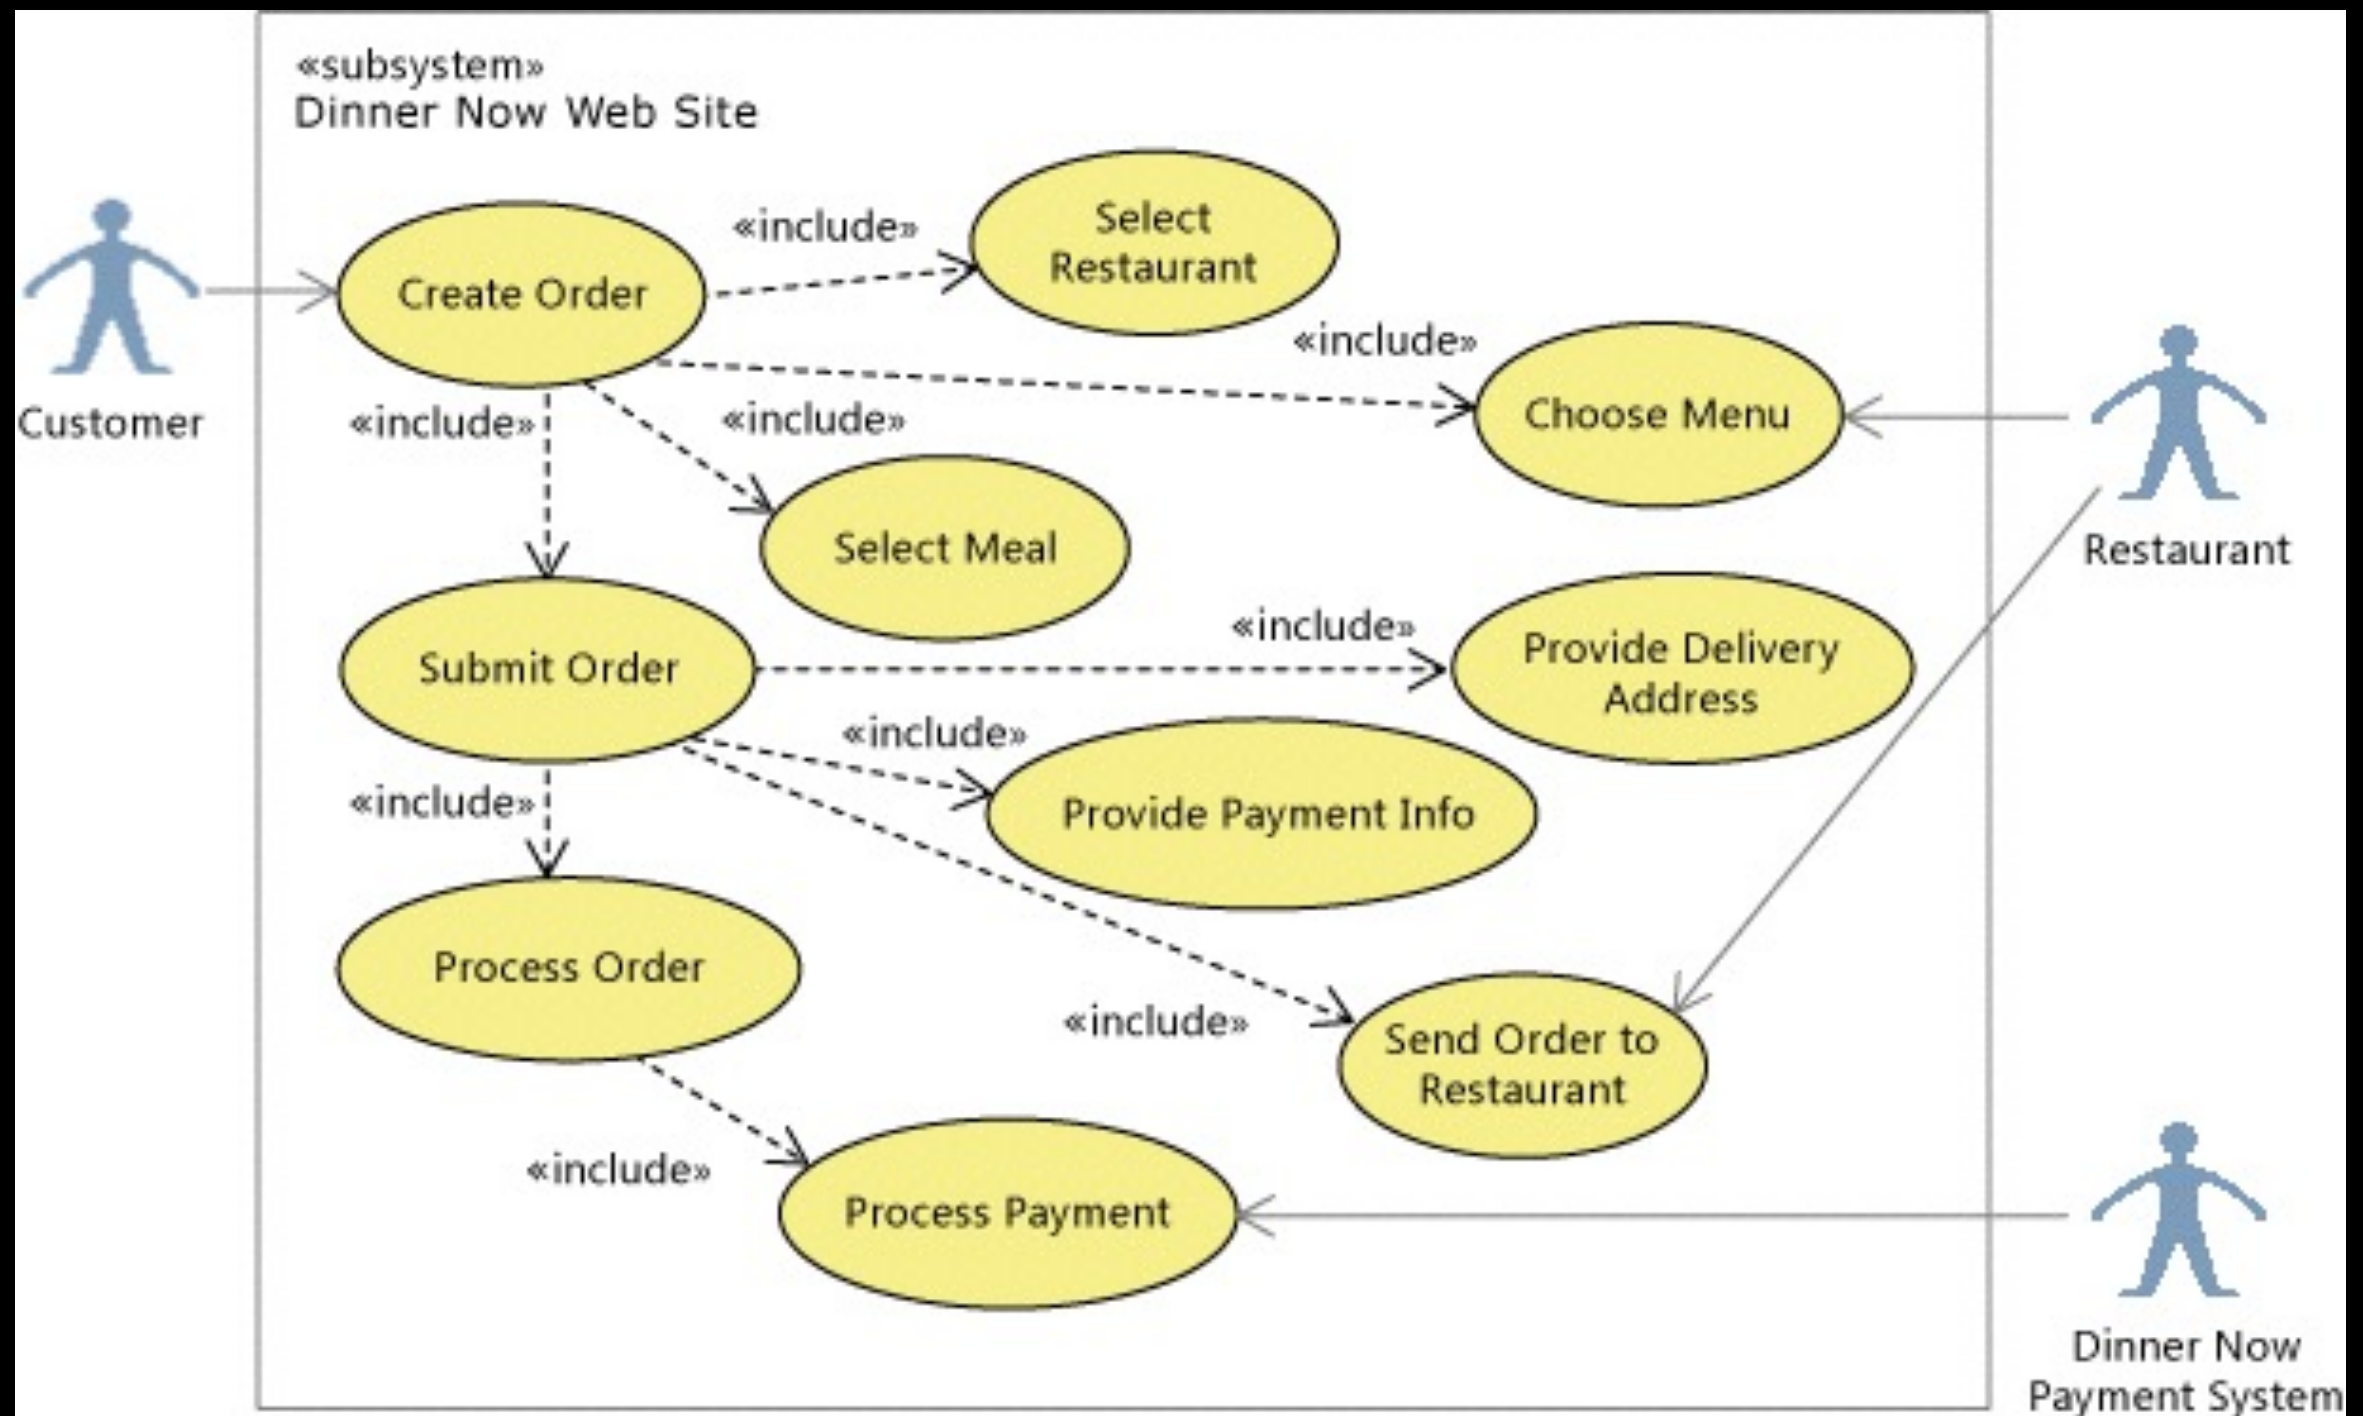 «subsystem»
Dinner Now Web Site
«include»
Select
Restaurant
Create Order
«include»
Customer
«include»
«include»
Choose Menu
Select Meal
Restaurant
«include»
Submit Order
Provide Delivery
Address
«include»
«include»
Provide Payment Info
Process Order
«include»
Send Order to
Restaurant
«include»
Process Payment
Dinner Now
Payment System